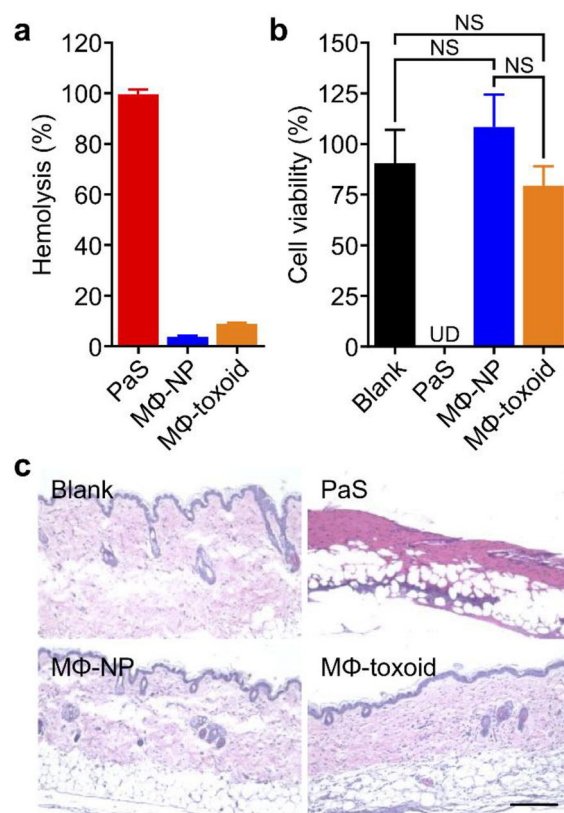 a
Hemolysis (%)
120
100
80
60
40
20
0
PaS
MΦ-NP
MΦ-toxoid
b
Cell viability (%)
150
125
100
75
50
25
0
NS
NS
NS
UD
Blank
PaS
MΦ-NP
MΦ-toxoid
c
Blank
PaS
MΦ-NP
MΦ-toxoid